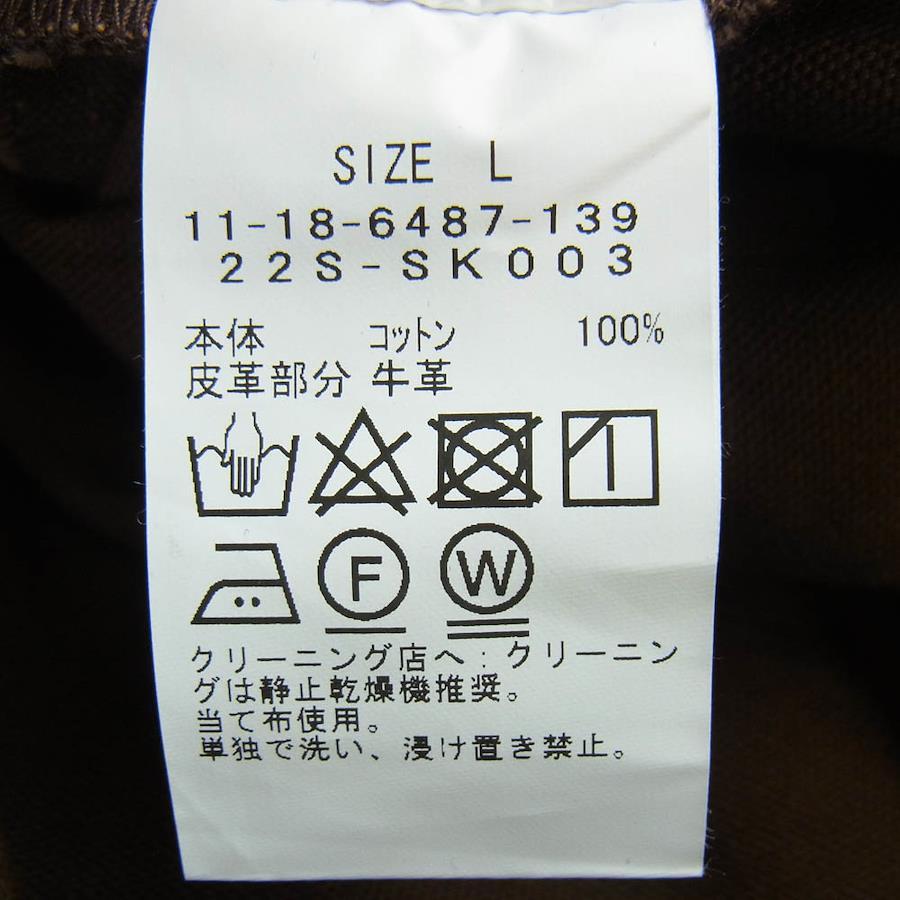 SIZE L
11-18-6487-139
22S-SK003
本体 コットン 100%
皮革部分 牛革
F W
クリーニング店へ:クリーニン
グは静止乾燥機推奨。
当て布使用。
単独で洗い、浸け置き禁止。